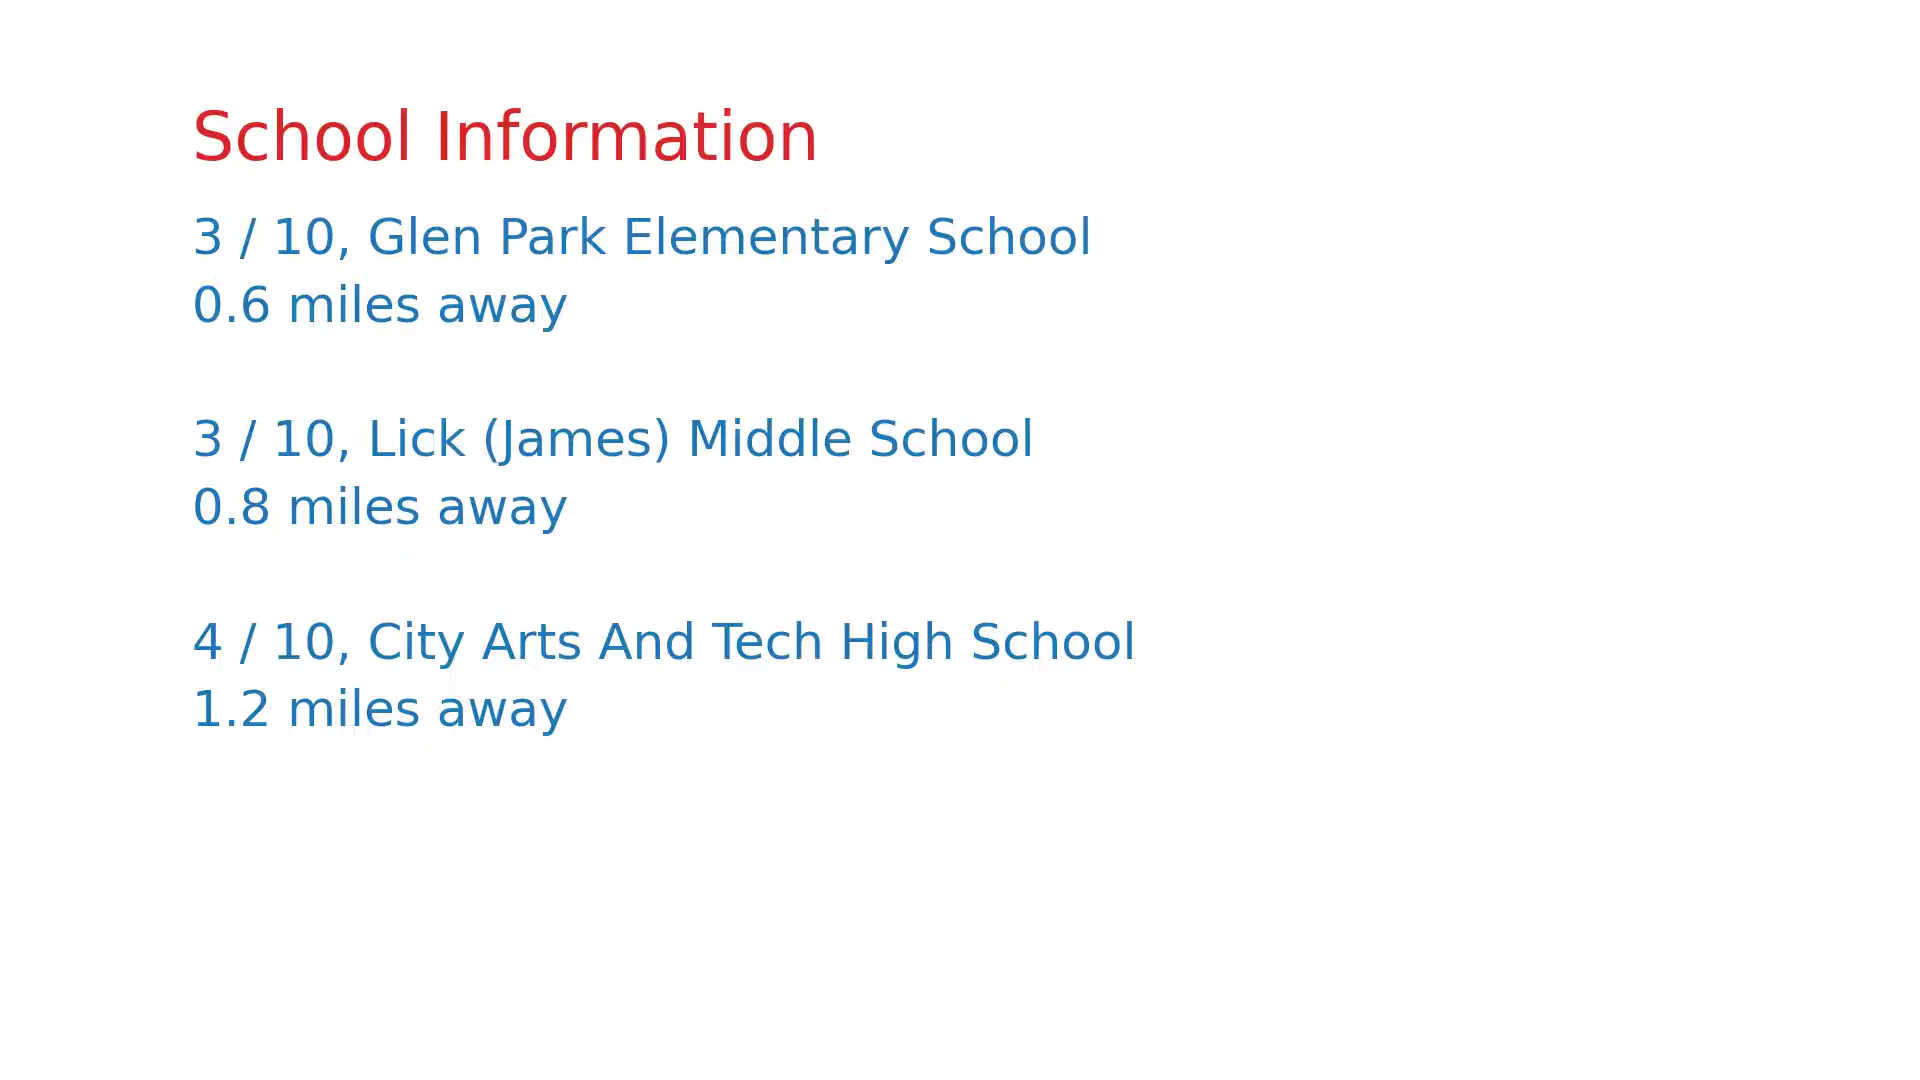 School Information
3 / 10, Glen Park Elementary School
0.6 miles away
3 / 10, Lick (James) Middle School
0.8 miles away
4 / 10, City Arts And Tech High School
1.2 miles away